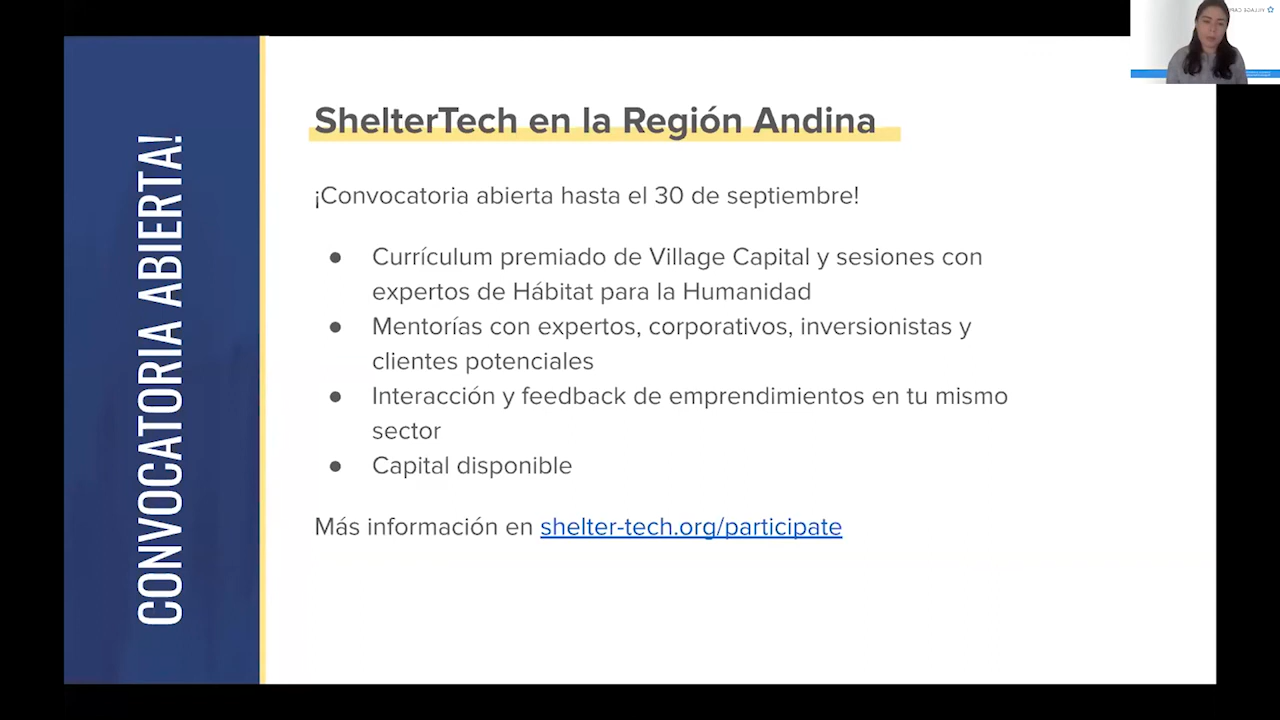 CONVOCATORIA ABIERTA!
ShelterTech en la Región Andina
¡Convocatoria abierta hasta el 30 de septiembre!
● Currículum premiado de Village Capital y sesiones con
expertos de Hábitat para la Humanidad
● Mentorías con expertos, corporativos, inversionistas y
clientes potenciales
● Interacción y feedback de emprendimientos en tu mismo
sector
● Capital disponible
Más información en shelter-tech.org/participate